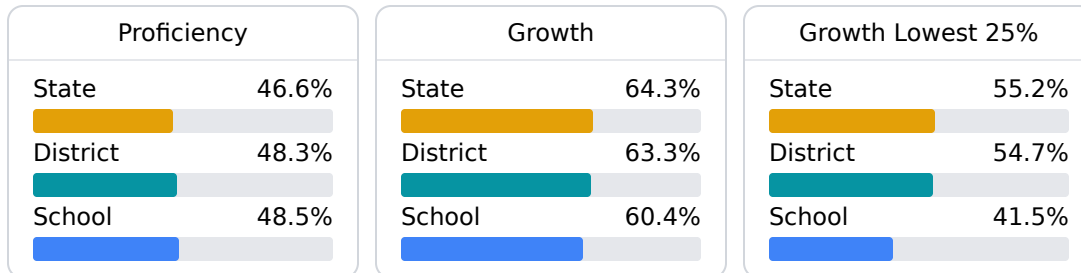 Proficiency
State 46.6%
District 48.3%
School 48.5%
Growth
State 64.3%
District 63.3%
School 60.4%
Growth Lowest 25%
State 55.2%
District 54.7%
School 41.5%